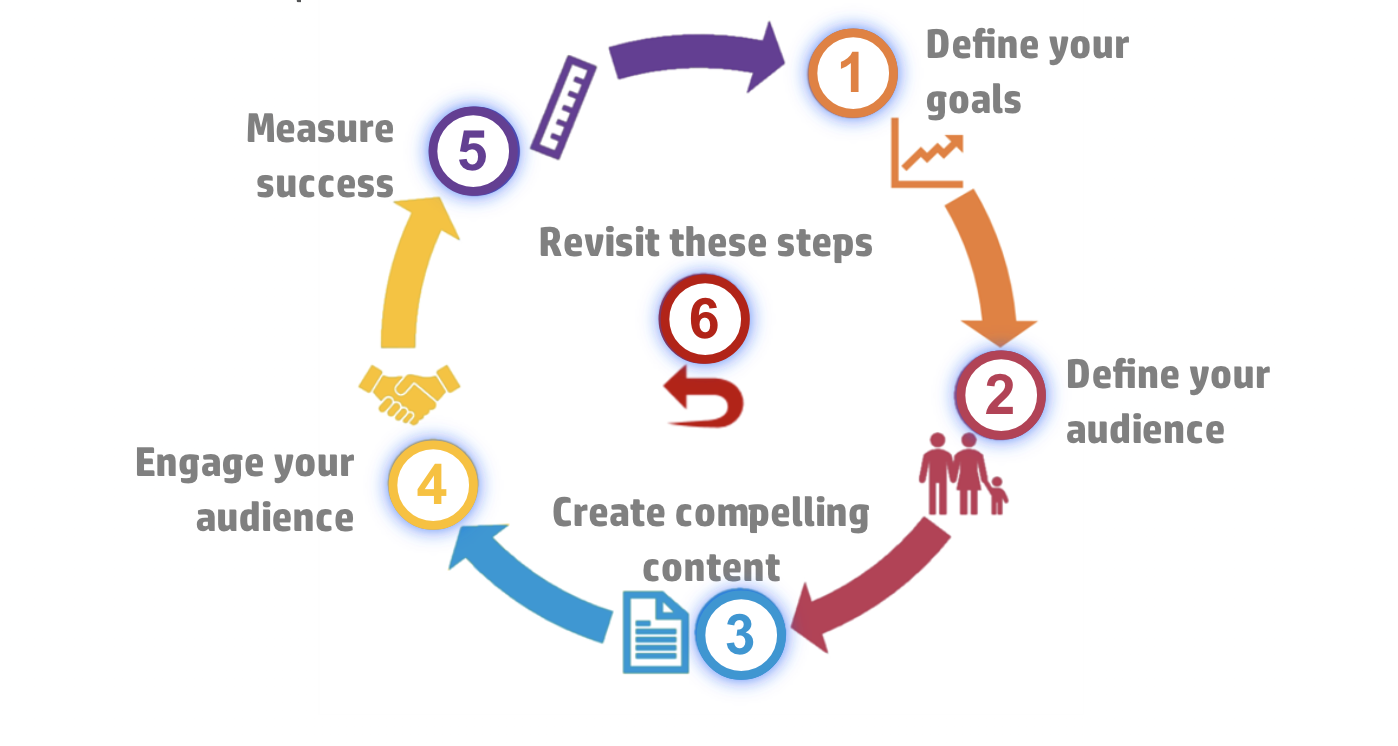 1
Define your
goals
2
Define your
audience
3
Create compelling
content
4
Engage your
audience
5
Measure
success
Revisit these steps
6